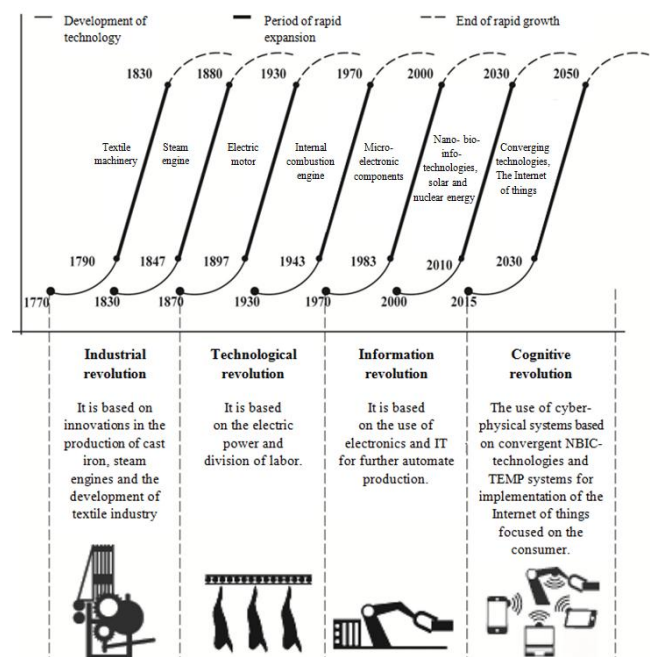 Development of
technology
Period of rapid
expansion
End of rapid growth
1830
1880
1930
1970
2000
2030
2050
Textile
machinery
Steam
engine
Electric
motor
Internal
combustion
engine
Micro-
electronic
components
Nano- bio-
info-
technologies,
solar and
nuclear energy
Converging
technologies,
The Internet
of things
1790
1847
1897
1943
1983
2010
2030
1770
1830
1870
1930
1970
2000
2015
Industrial
revolution
It is based on
innovations in the
production of cast
iron, steam
engines and the
development of
textile industry
Technological
revolution
It is based
on the electric
power and
division of labor.
Information
revolution
It is based
on the use of
electronics and IT
for further automate
production.
Cognitive
revolution
The use of cyber-
physical systems based
on convergent NBIC-
technologies and
TEMP systems for
implementation of the
Internet of things
focused on the
consumer.